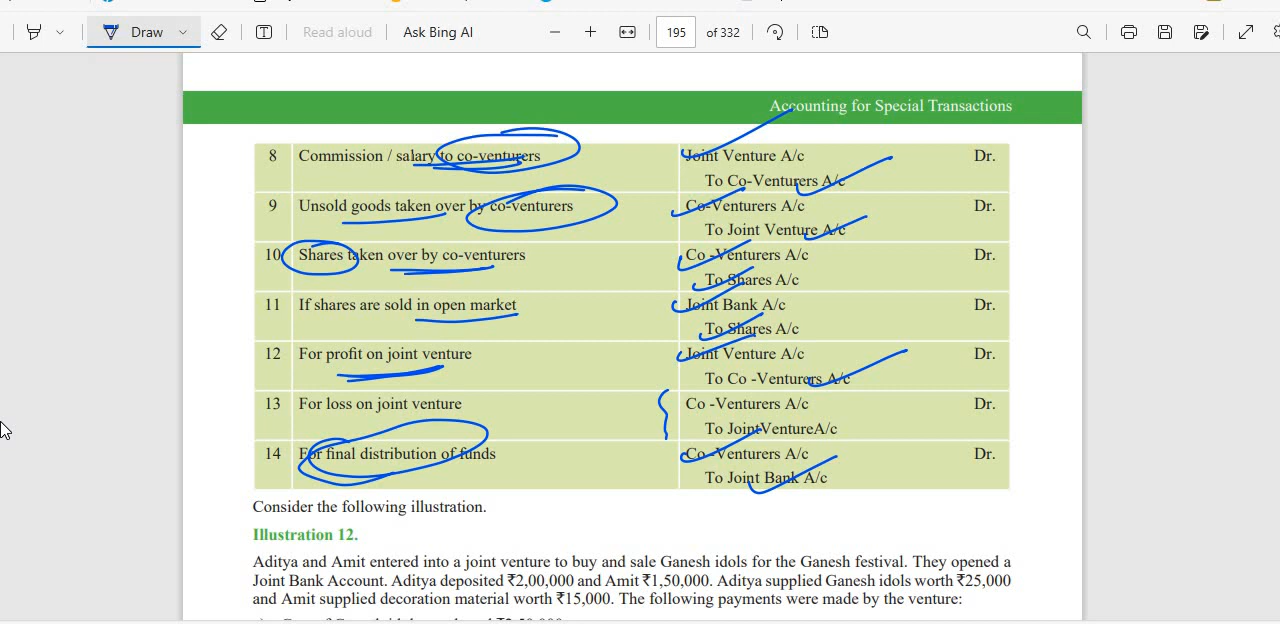 Draw
Read aloud
Ask Bing AI
195 of 332
Accounting for Special Transactions
8 Commission / salary to co-venturers Joint Venture A/c Dr.
To Co-Venturers A/c
9 Unsold goods taken over by co-venturers Co-Venturers A/c Dr.
To Joint Venture A/c
10 Shares taken over by co-venturers Co -Venturers A/c Dr.
To Shares A/c
11 If shares are sold in open market Joint Bank A/c Dr.
To Shares A/c
12 For profit on joint venture Joint Venture A/c Dr.
To Co -Venturers A/c
13 For loss on joint venture Co -Venturers A/c Dr.
To JointVentureA/c
14 For final distribution of funds Co -Venturers A/c Dr.
To Joint Bank A/c
Consider the following illustration.
Illustration 12.
Aditya and Amit entered into a joint venture to buy and sale Ganesh idols for the Ganesh festival. They opened a
Joint Bank Account. Aditya deposited ₹2,00,000 and Amit ₹1,50,000. Aditya supplied Ganesh idols worth ₹25,000
and Amit supplied decoration material worth ₹15,000. The following payments were made by the venture: